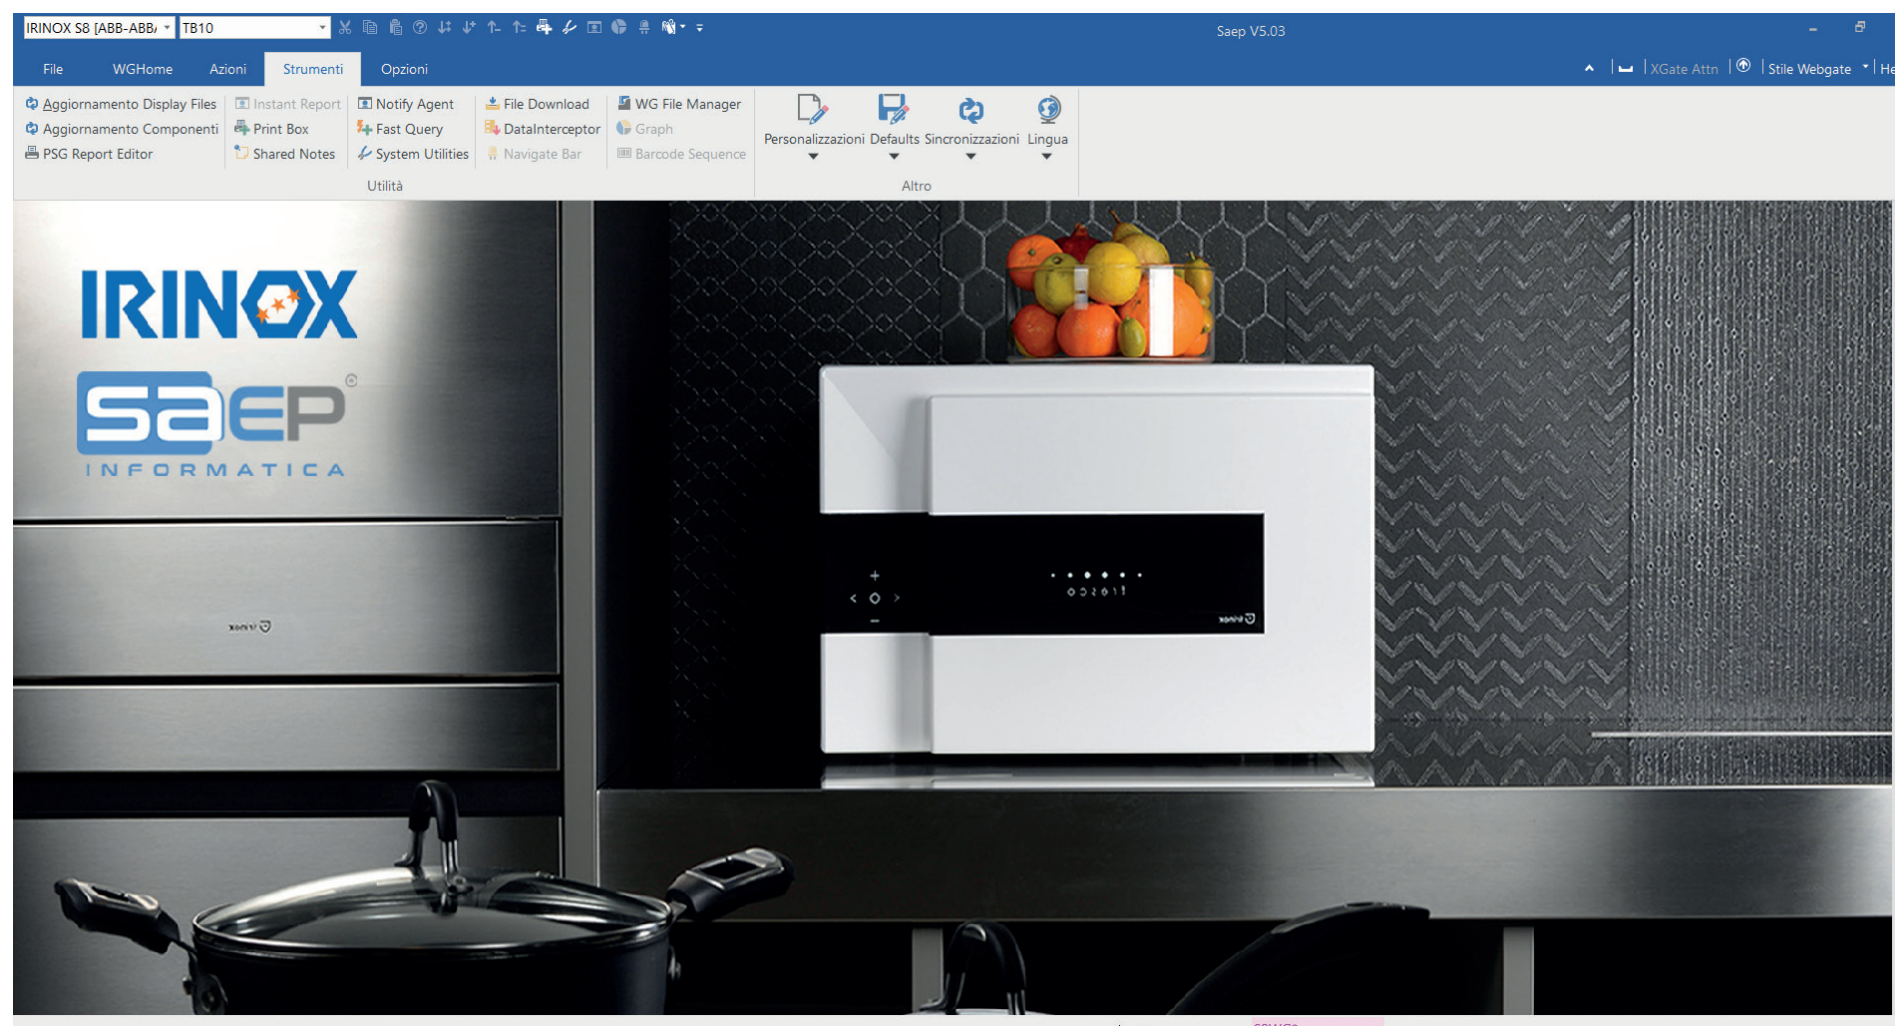 IRINOX S8 [ABB-ABB/ TB10
Saep V5.03
File WGHome Azioni Strumenti Opzioni
XGate Attn Stile Webgate He
Aggiornamento Display Files Instant Report Notify Agent File Download WG File Manager
Aggiornamento Componenti Print Box Fast Query DataInterceptor Graph
PSG Report Editor Shared Notes System Utilities Navigate Bar Barcode Sequence
Personalizzazioni Defaults Sincronizzazioni Lingua
Utilità Altro
IRINOX
saEP®
INFORMATICA